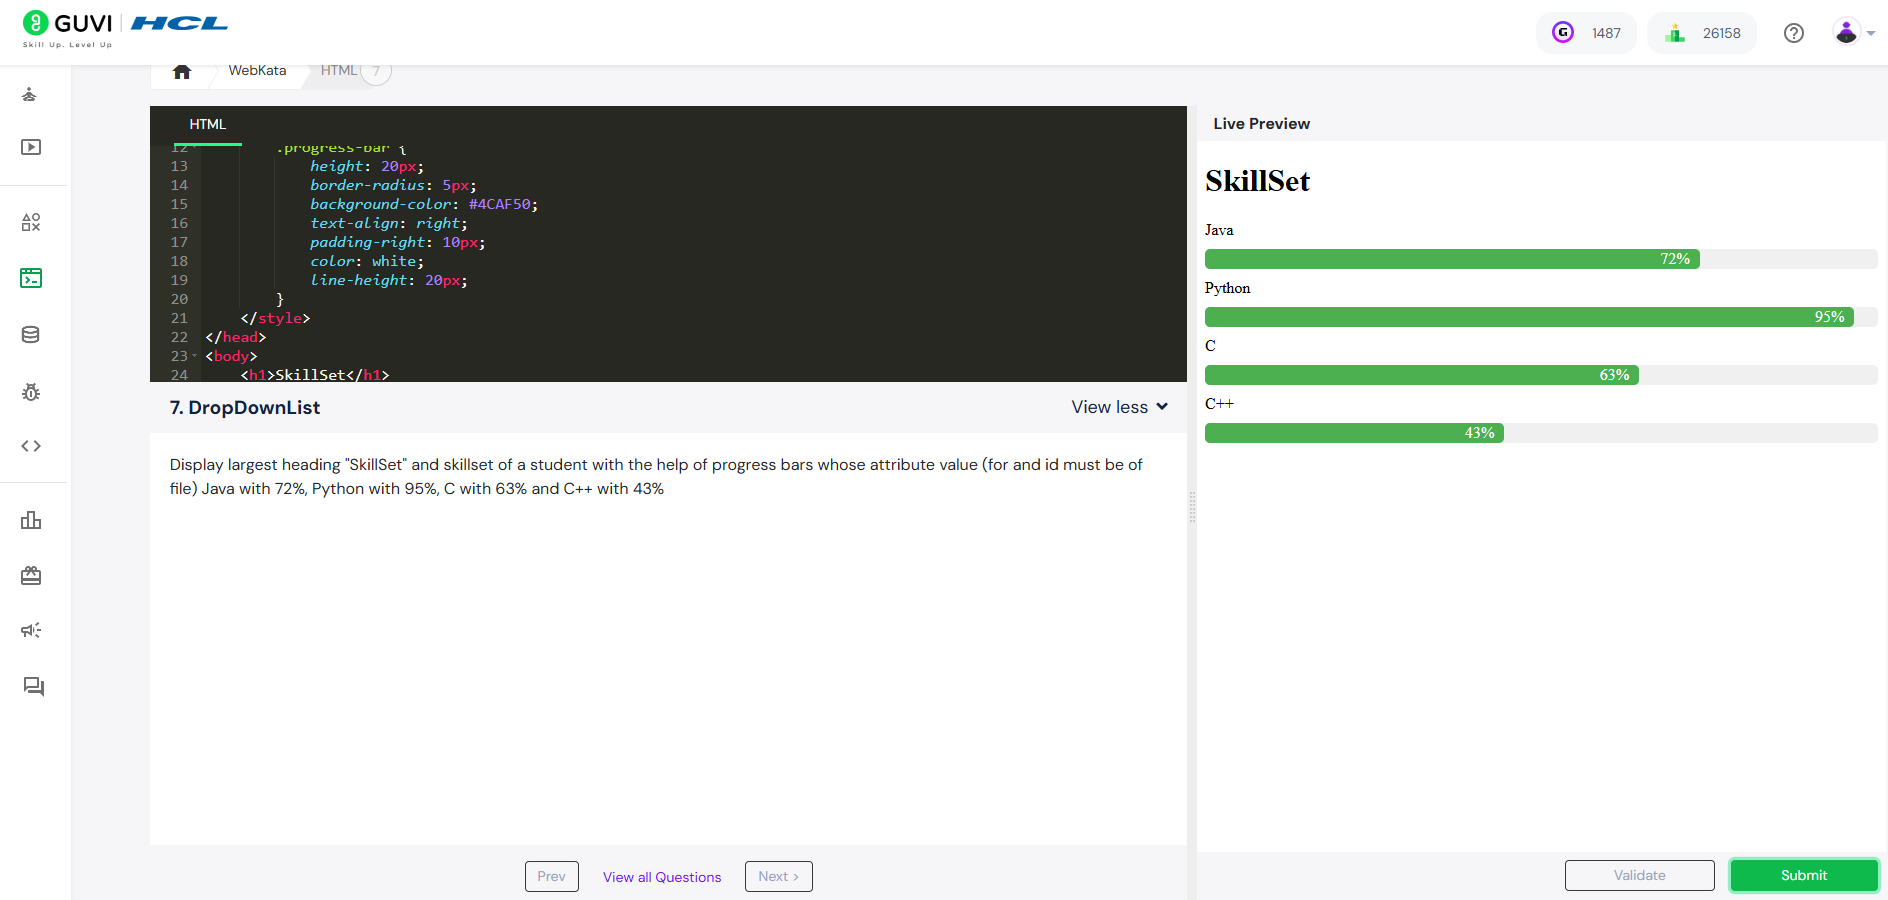 GUVI | HCL
Skill Up. Level Up
1487
26158
WebKata
HTML
7
HTML
12 .progress-bar {
13 height: 20px;
14 border-radius: 5px;
15 background-color: #4CAF50;
16 text-align: right;
17 padding-right: 10px;
18 color: white;
19 line-height: 20px;
20 }
21 </style>
22 </head>
23 <body>
24 <h1>SkillSet</h1>
7. DropDownList
View less
Display largest heading "SkillSet" and skillset of a student with the help of progress bars whose attribute value (for and id must be of
file) Java with 72%, Python with 95%, C with 63% and C++ with 43%
Prev
View all Questions
Next >
Live Preview
SkillSet
Java
72%
Python
95%
C
63%
C++
43%
Validate
Submit